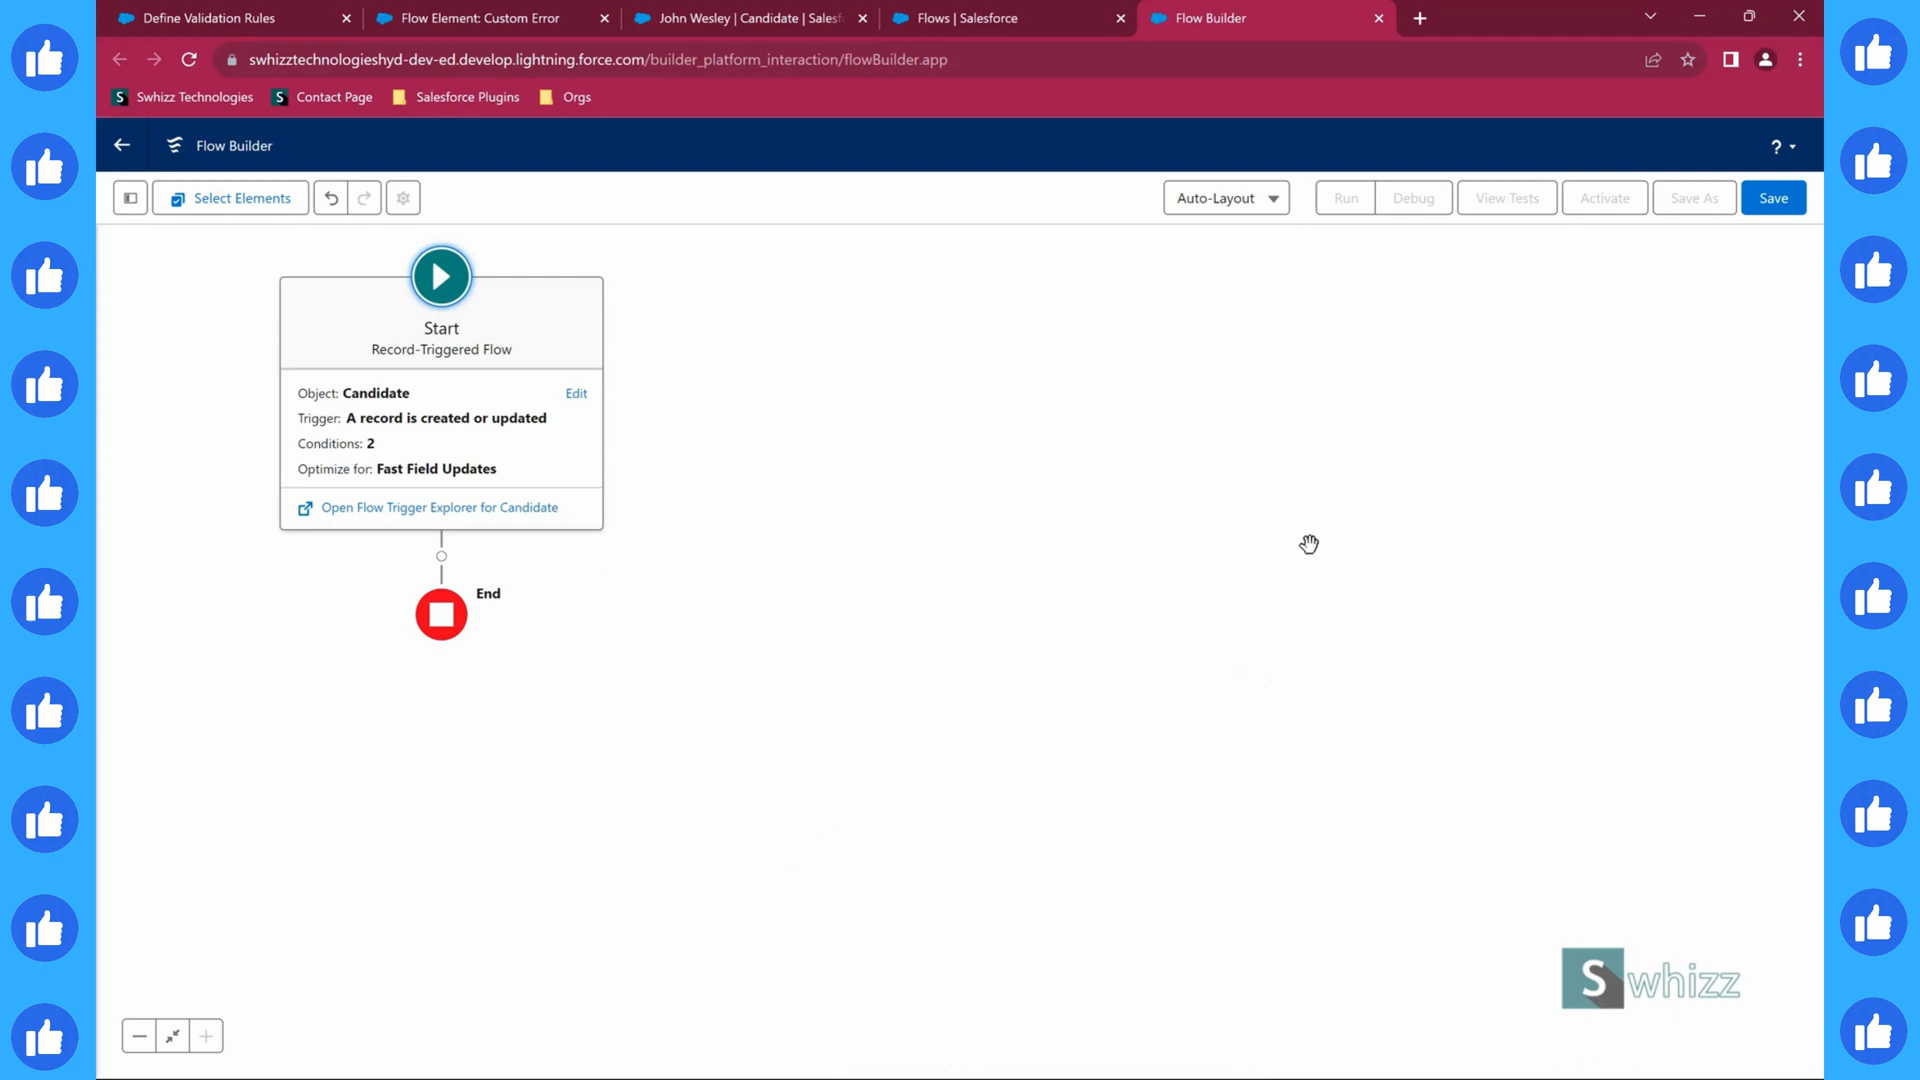 Define Validation Rules
Flow Element: Custom Error
John Wesley | Candidate | Salesf
Flows | Salesforce
Flow Builder
swhizztechnologieshyd-dev-ed.develop.lightning.force.com/builder_platform_interaction/flowBuilder.app
S Swhizz Technologies
S Contact Page
Salesforce Plugins
Orgs
Flow Builder
?
Select Elements
Auto-Layout
Run
Debug
View Tests
Activate
Save As
Save
Start
Record-Triggered Flow
Object: Candidate
Edit
Trigger: A record is created or updated
Conditions: 2
Optimize for: Fast Field Updates
Open Flow Trigger Explorer for Candidate
End
Swhizz